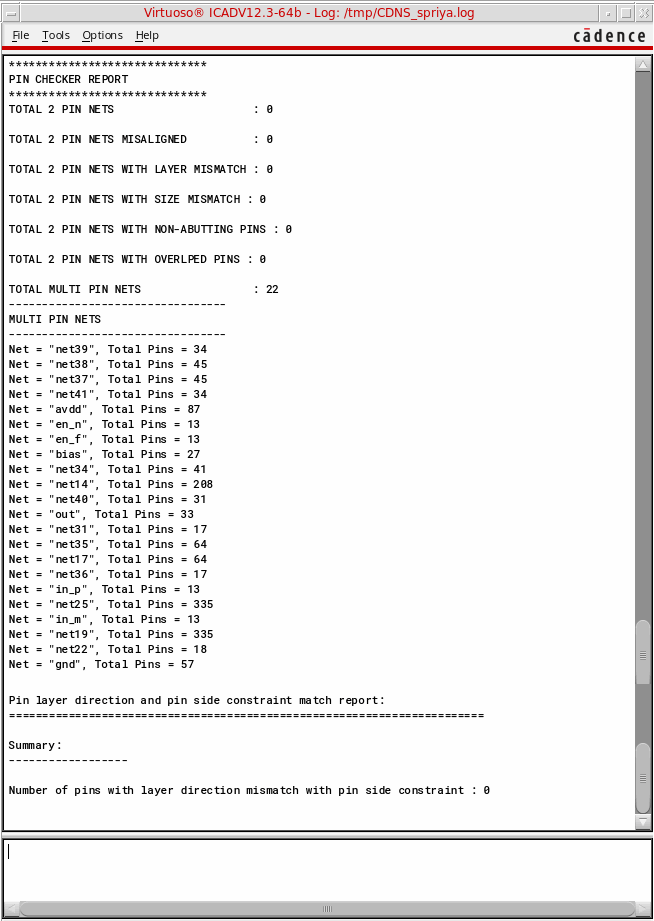 Virtuoso® ICADV12.3-64b - Log: /tmp/CDNS_spriya.log
File Tools Options Help cādence
******************************
PIN CHECKER REPORT
******************************
TOTAL 2 PIN NETS : 0
TOTAL 2 PIN NETS MISALIGNED : 0
TOTAL 2 PIN NETS WITH LAYER MISMATCH : 0
TOTAL 2 PIN NETS WITH SIZE MISMATCH : 0
TOTAL 2 PIN NETS WITH NON-ABUTTING PINS : 0
TOTAL 2 PIN NETS WITH OVERLPED PINS : 0
TOTAL MULTI PIN NETS : 22
---------------------------------
MULTI PIN NETS
---------------------------------
Net = "net39", Total Pins = 34
Net = "net38", Total Pins = 45
Net = "net37", Total Pins = 45
Net = "net41", Total Pins = 34
Net = "avdd", Total Pins = 87
Net = "en_n", Total Pins = 13
Net = "en_f", Total Pins = 13
Net = "bias", Total Pins = 27
Net = "net34", Total Pins = 41
Net = "net14", Total Pins = 208
Net = "net40", Total Pins = 31
Net = "out", Total Pins = 33
Net = "net31", Total Pins = 17
Net = "net35", Total Pins = 64
Net = "net17", Total Pins = 64
Net = "net36", Total Pins = 17
Net = "in_p", Total Pins = 13
Net = "net25", Total Pins = 335
Net = "in_m", Total Pins = 13
Net = "net19", Total Pins = 335
Net = "net22", Total Pins = 18
Net = "gnd", Total Pins = 57
Pin layer direction and pin side constraint match report:
========================================================================
Summary:
------------------
Number of pins with layer direction mismatch with pin side constraint : 0